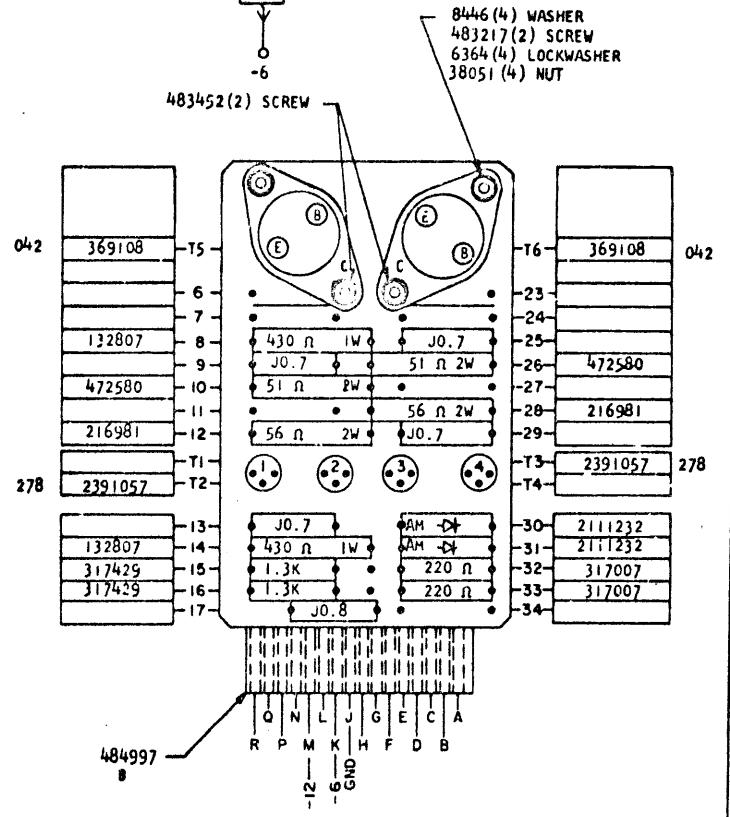 8446(4) WASHER
483217(2) SCREW
6364(4) LOCKWASHER
38051(4) NUT
-6
483452(2) SCREW
B E
E B
C C
042 369108 T5 T6 369108 042
6 23
7 24
132807 8 430 Ω 1W J0.7 25
9 J0.7 51 Ω 2W 26 472580
472580 10 51 Ω 2W 27
11 56 Ω 2W 28 216981
216981 12 56 Ω 2W J0.7 29
T1 1 2 3 4 T3 2391057 278
278 2391057 T2 T4
13 J0.7 AM 30 2111232
132807 14 430 Ω 1W AM 31 2111232
317429 15 1.3K 220 Ω 32 317007
317429 16 1.3K 220 Ω 33 317007
17 J0.8 34
Q N L J G E C A
R P M K H F D B
-12 -6 GND
484997
B